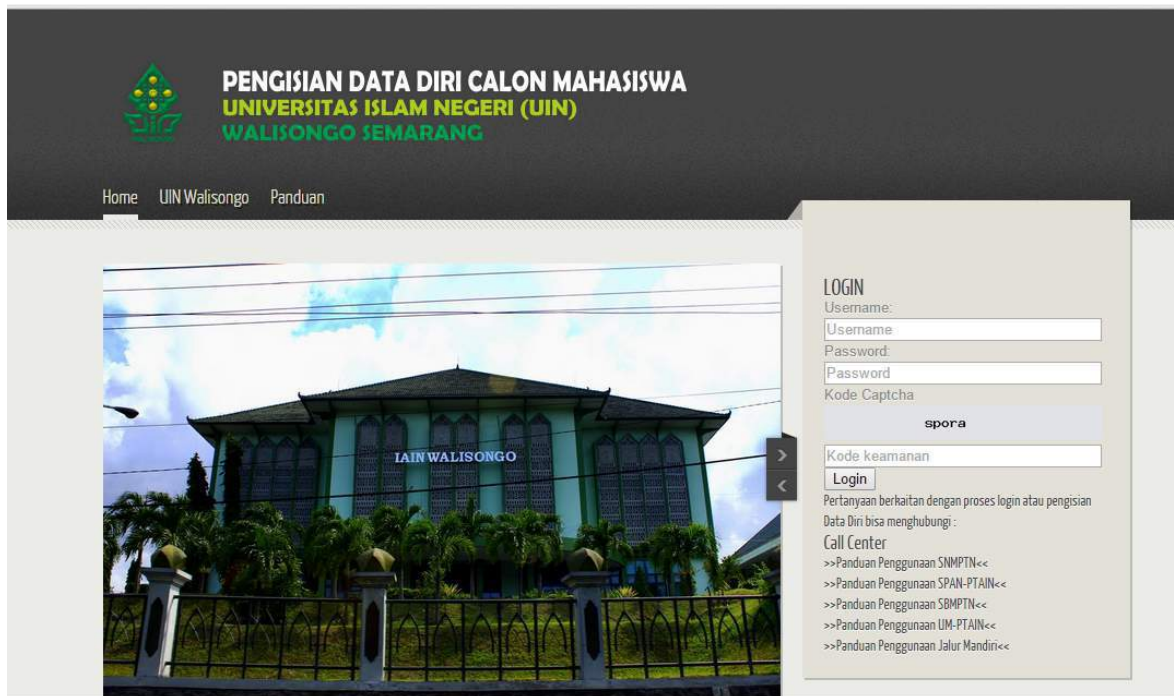 PENGISIAN DATA DIRI CALON MAHASISWA
UNIVERSITAS ISLAM NEGERI (UIN)
WALISONGO SEMARANG
Home UIN Walisongo Panduan
IAIN WALISONGO
LOGIN
Username:
Username
Password:
Password
Kode Captcha
spora
Kode keamanan
Login
Pertanyaan berkaitan dengan proses login atau pengisian
Data Diri bisa menghubungi :
Call Center
>>Panduan Penggunaan SNMPTN<<
>>Panduan Penggunaan SPAN-PTAIN<<
>>Panduan Penggunaan SBMPTN<<
>>Panduan Penggunaan UM-PTAIN<<
>>Panduan Penggunaan Jalur Mandiri<<